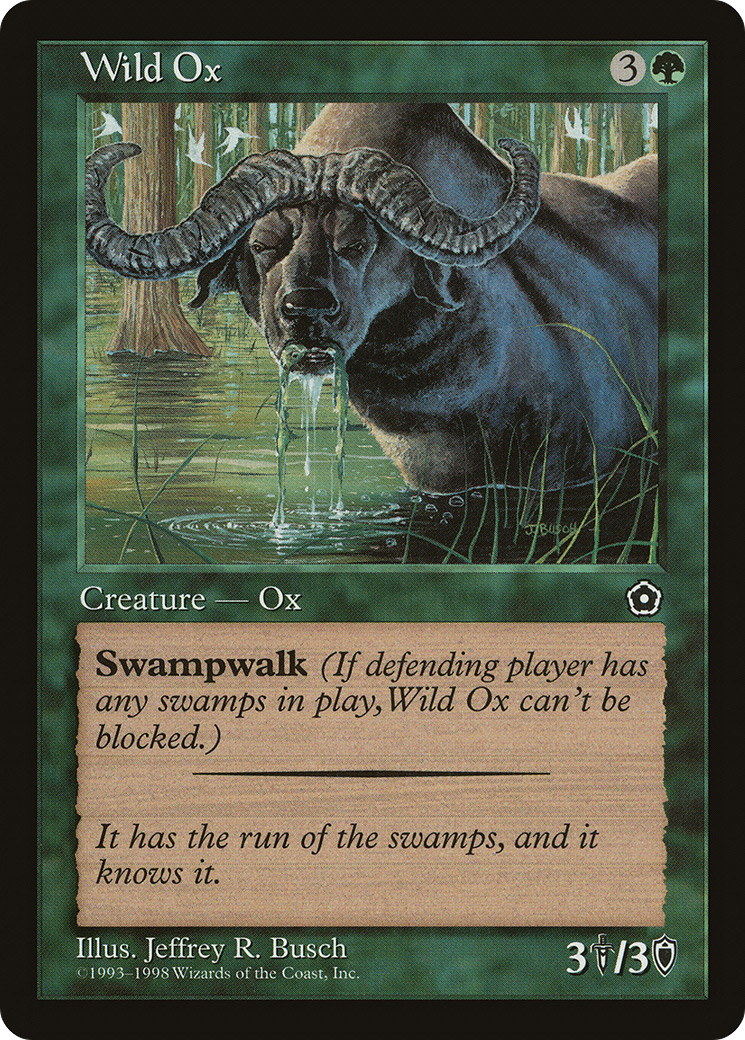 Wild Ox
3
J. BUSCH
Creature — Ox
Swampwalk (If defending player has
any swamps in play, Wild Ox can't be
blocked.)
It has the run of the swamps, and it
knows it.
Illus. Jeffrey R. Busch
©1993–1998 Wizards of the Coast, Inc.
3/3